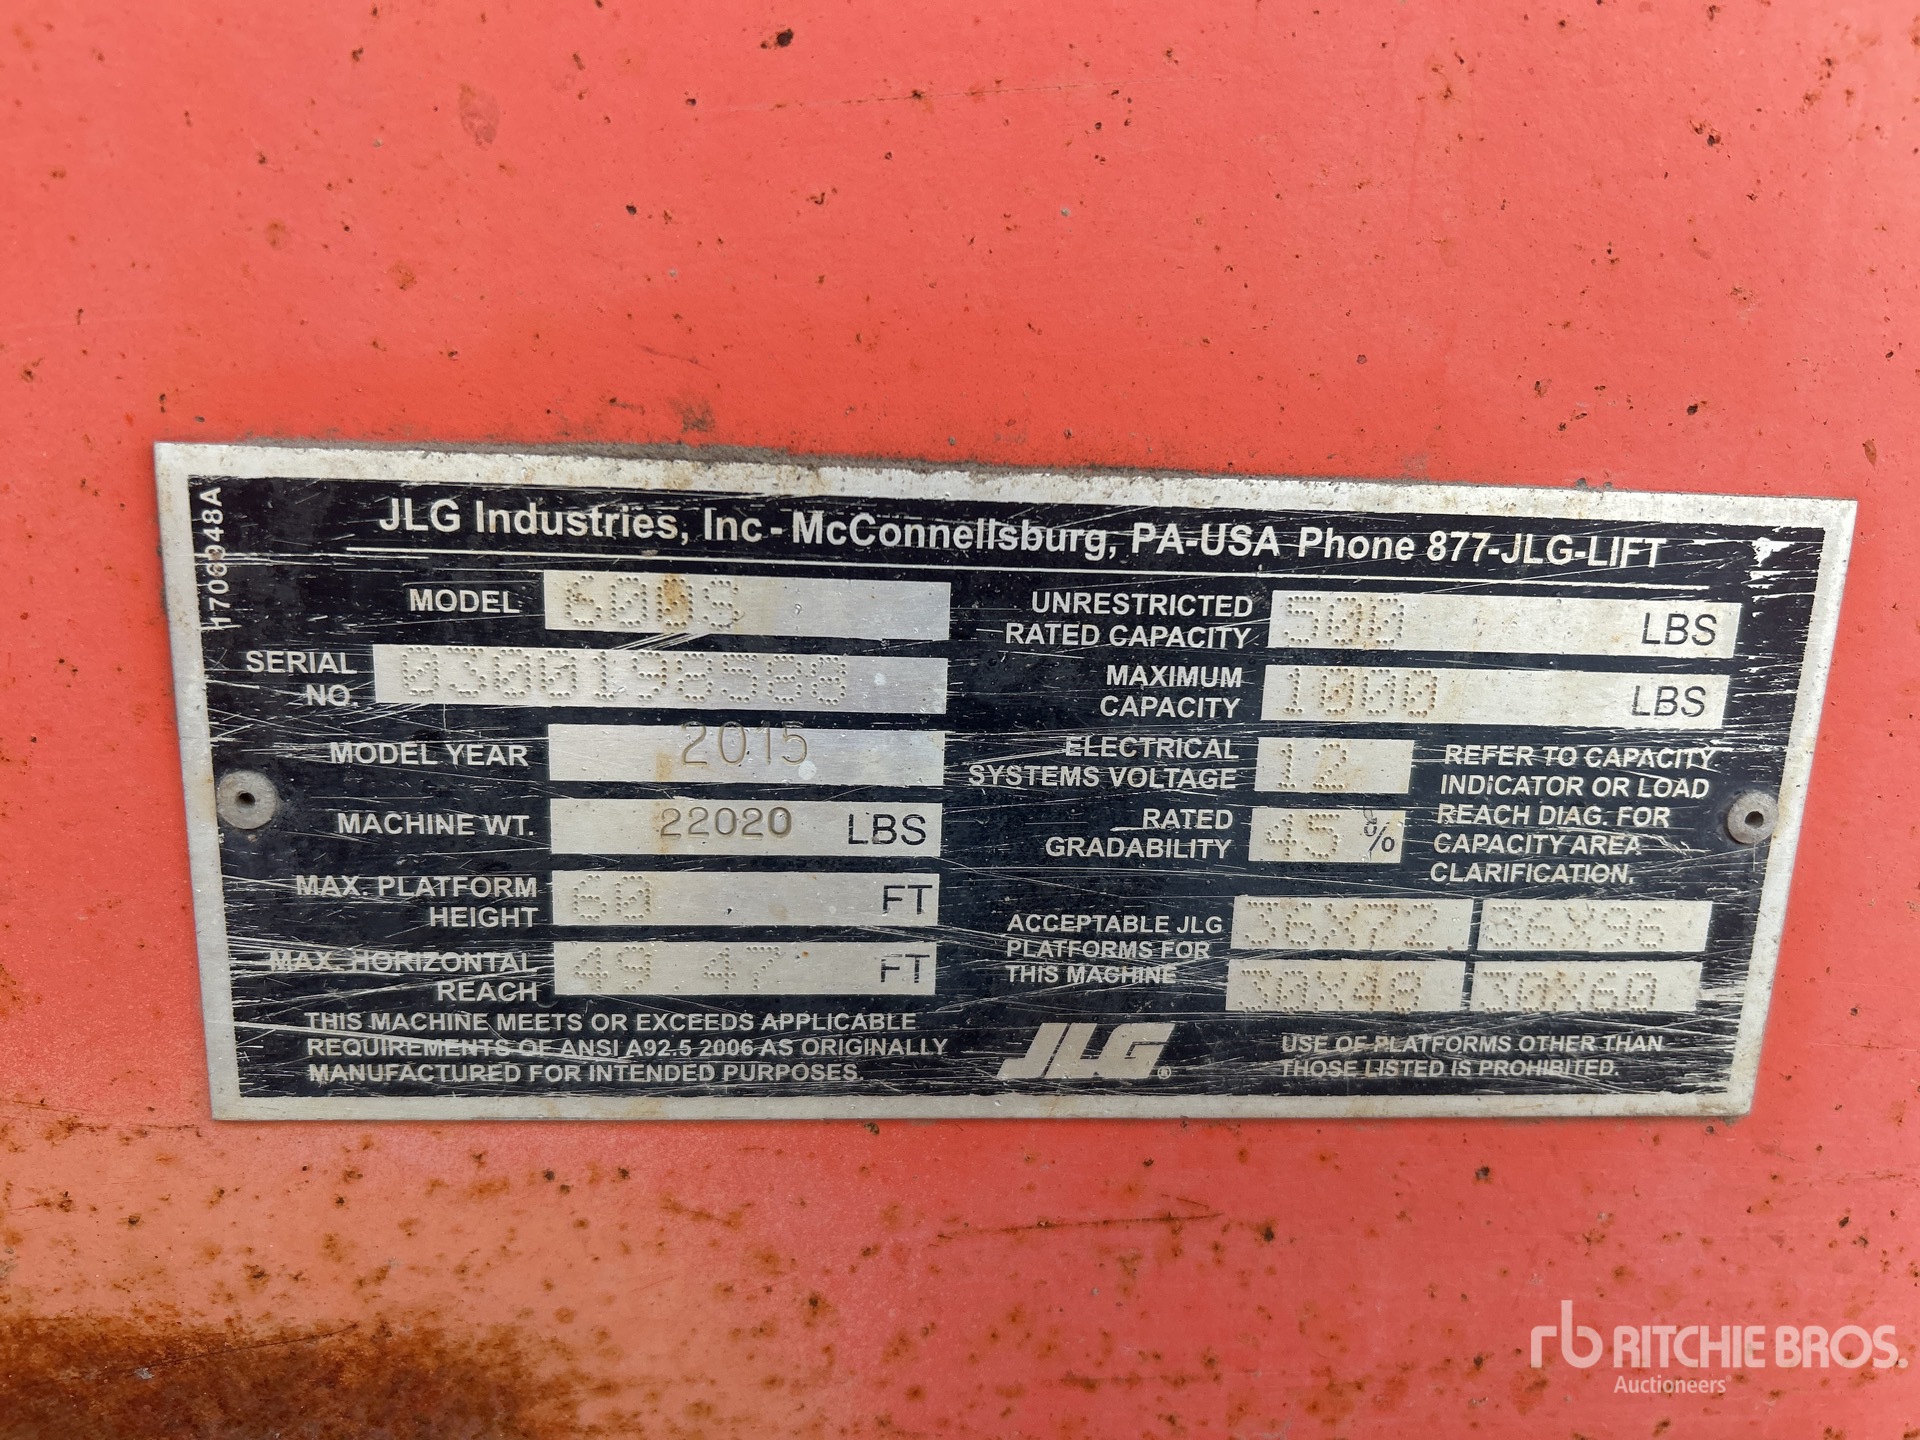 1700048A
JLG Industries, Inc - McConnellsburg, PA-USA Phone 877-JLG-LIFT
MODEL 600S
SERIAL NO. 0300198588
MODEL YEAR 2015
MACHINE WT. 22020 LBS
MAX. PLATFORM HEIGHT 60 FT
MAX. HORIZONTAL REACH 49 47 FT
THIS MACHINE MEETS OR EXCEEDS APPLICABLE
REQUIREMENTS OF ANSI A92.5 2006 AS ORIGINALLY
MANUFACTURED FOR INTENDED PURPOSES.
UNRESTRICTED RATED CAPACITY 500 LBS
MAXIMUM CAPACITY 1000 LBS
ELECTRICAL SYSTEMS VOLTAGE 12
RATED GRADABILITY 45 %
REFER TO CAPACITY
INDICATOR OR LOAD
REACH DIAG. FOR
CAPACITY AREA
CLARIFICATION.
ACCEPTABLE JLG
PLATFORMS FOR
THIS MACHINE
36X72 36X96
30X48 30X60
JLG®
USE OF PLATFORMS OTHER THAN
THOSE LISTED IS PROHIBITED.
rb RITCHIE BROS.
Auctioneers